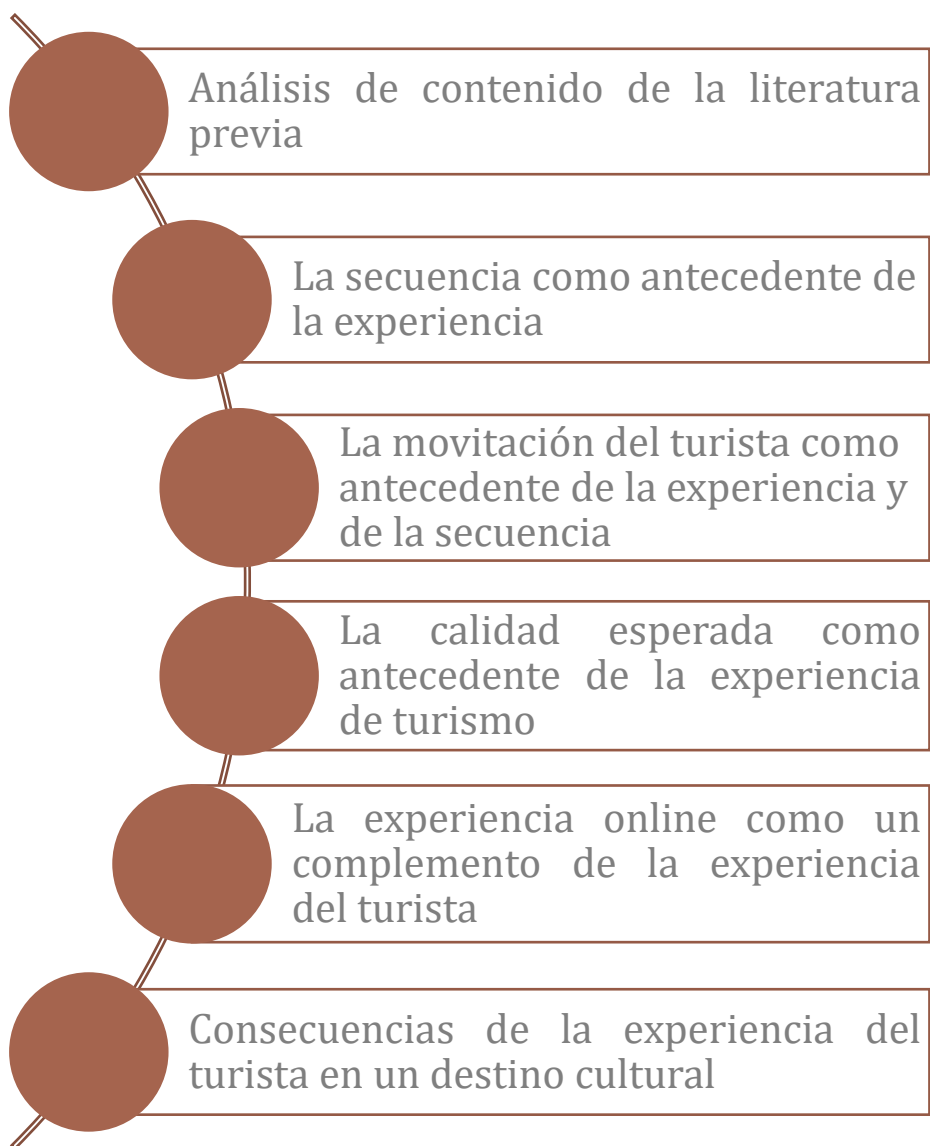 Análisis de contenido de la literatura
previa
La secuencia como antecedente de
la experiencia
La movitación del turista como
antecedente de la experiencia y
de la secuencia
La calidad esperada como
antecedente de la experiencia
de turismo
La experiencia online como un
complemento de la experiencia
del turista
Consecuencias de la experiencia del
turista en un destino cultural